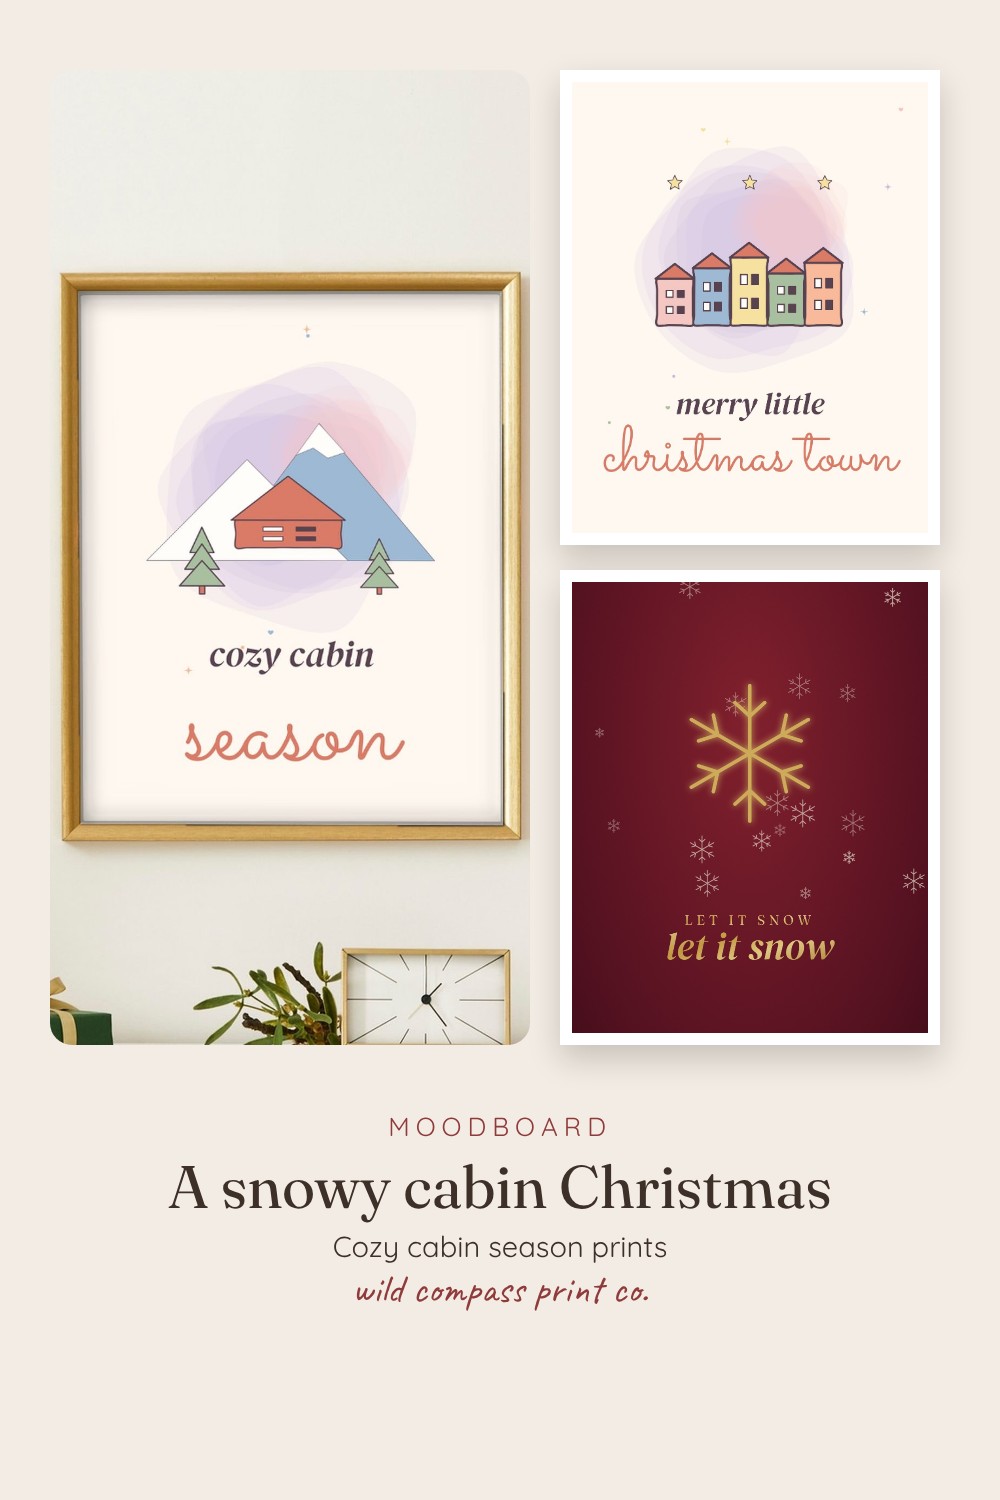 cozy cabin
season
merry little
christmas town
LET IT SNOW
let it snow
MOODBOARD
A snowy cabin Christmas
Cozy cabin season prints
wild compass print co.